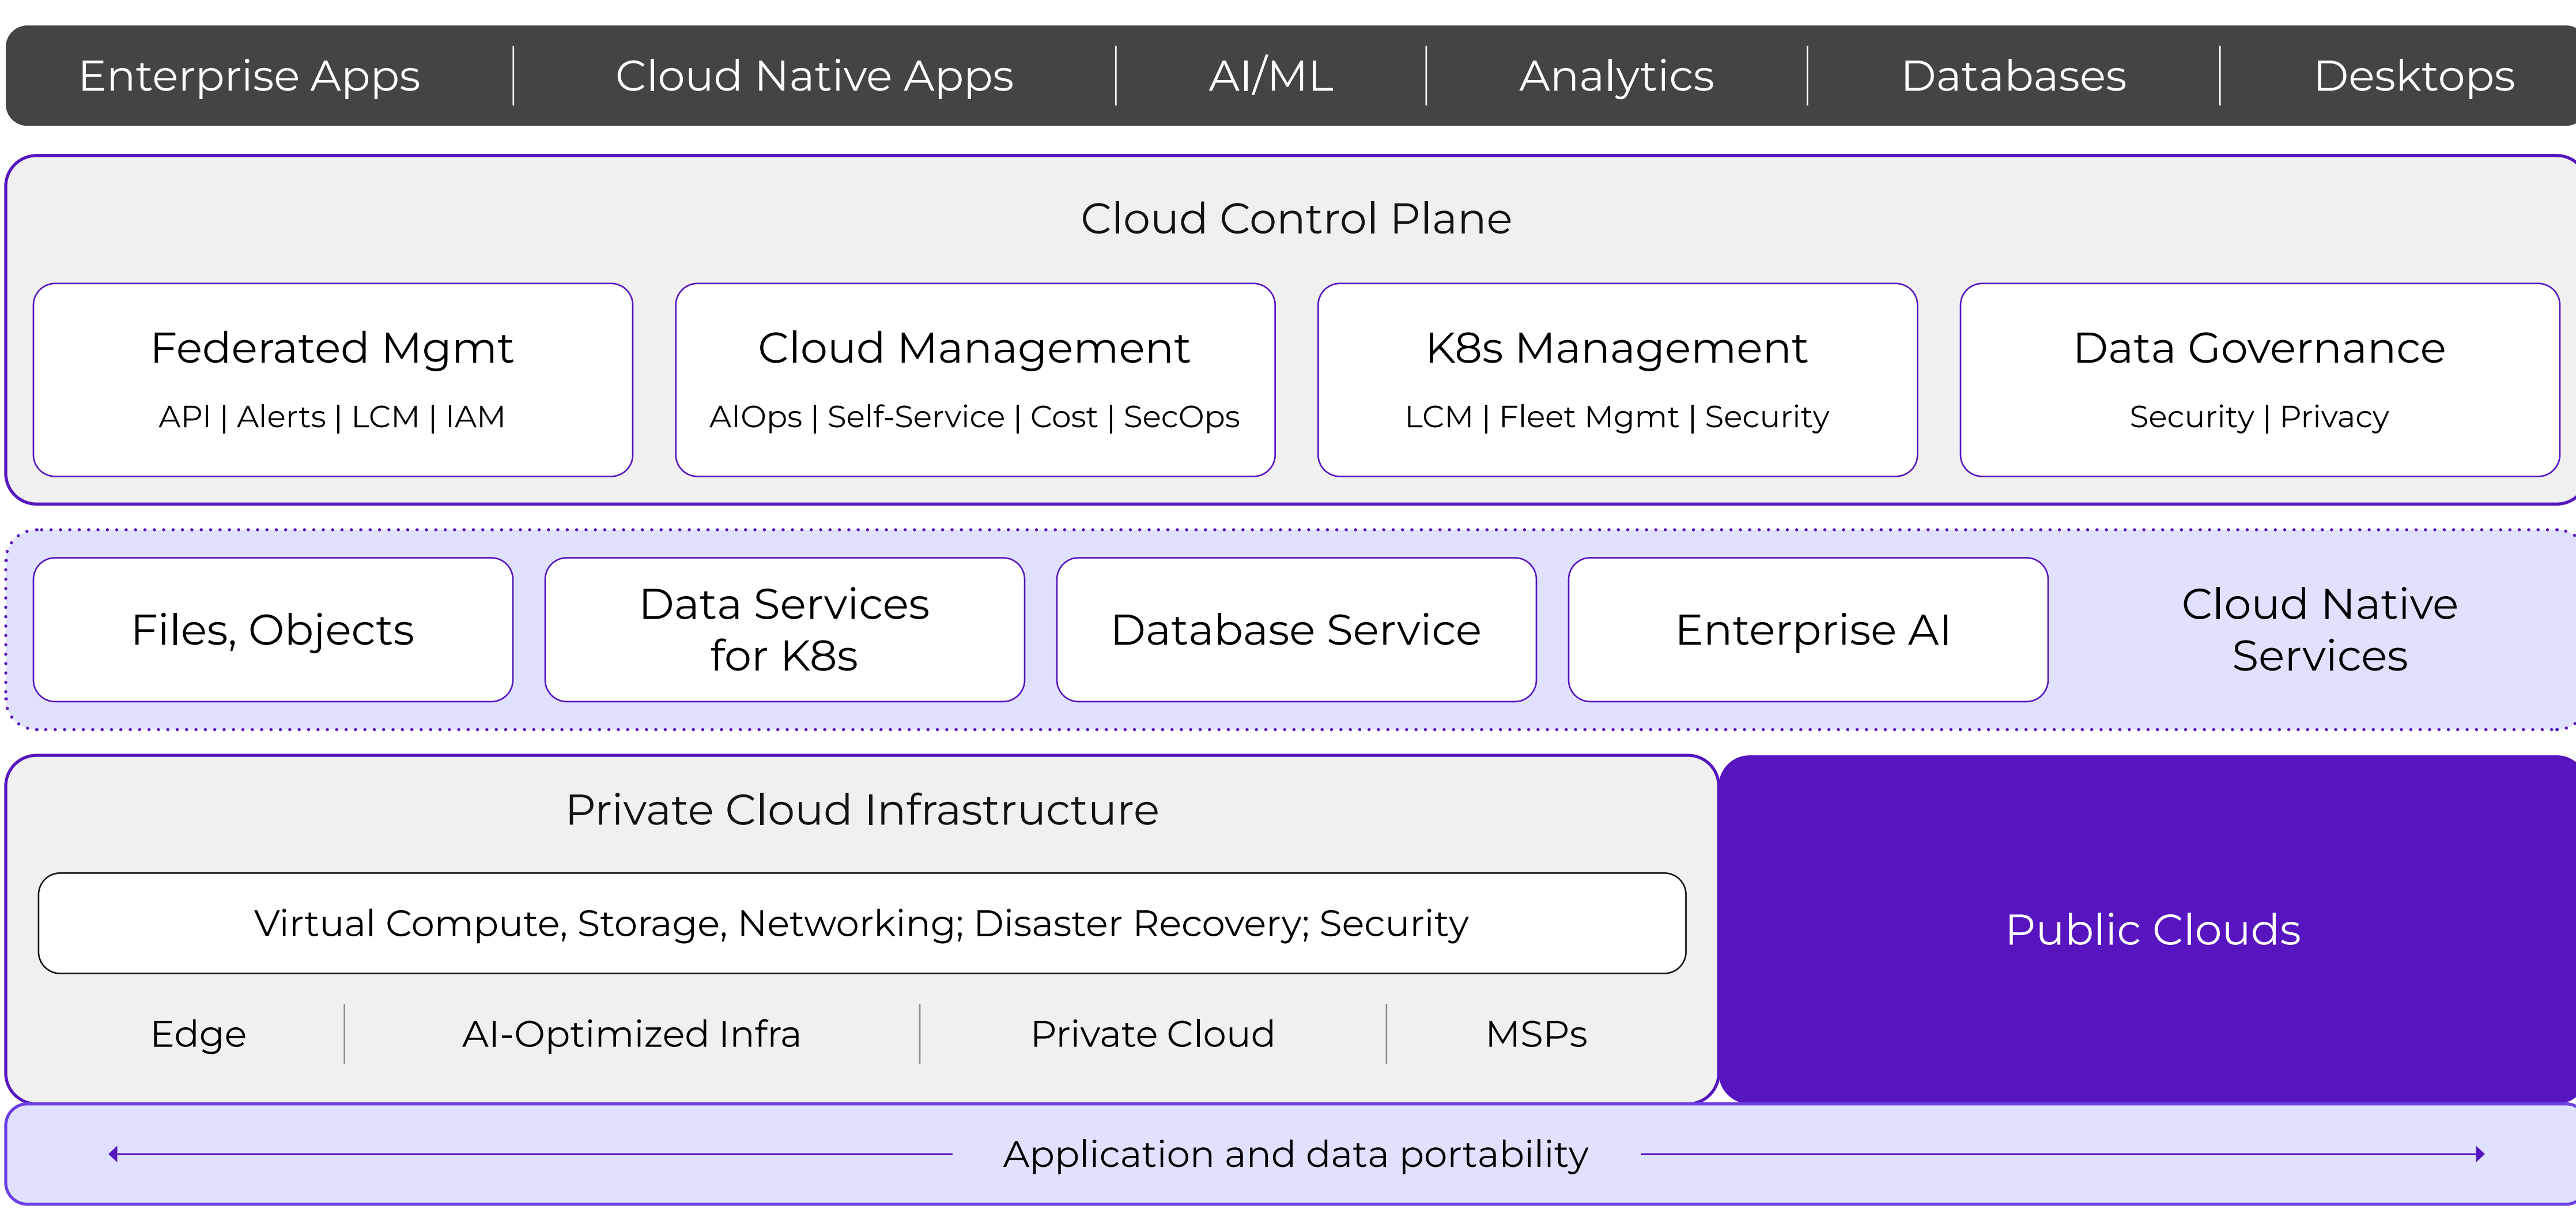 Enterprise Apps | Cloud Native Apps | AI/ML | Analytics | Databases | Desktops
Cloud Control Plane
Federated Mgmt
API | Alerts | LCM | IAM
Cloud Management
AIOps | Self-Service | Cost | SecOps
K8s Management
LCM | Fleet Mgmt | Security
Data Governance
Security | Privacy
Files, Objects
Data Services
for K8s
Database Service
Enterprise AI
Cloud Native
Services
Private Cloud Infrastructure
Virtual Compute, Storage, Networking; Disaster Recovery; Security
Edge | AI-Optimized Infra | Private Cloud | MSPs
Public Clouds
Application and data portability